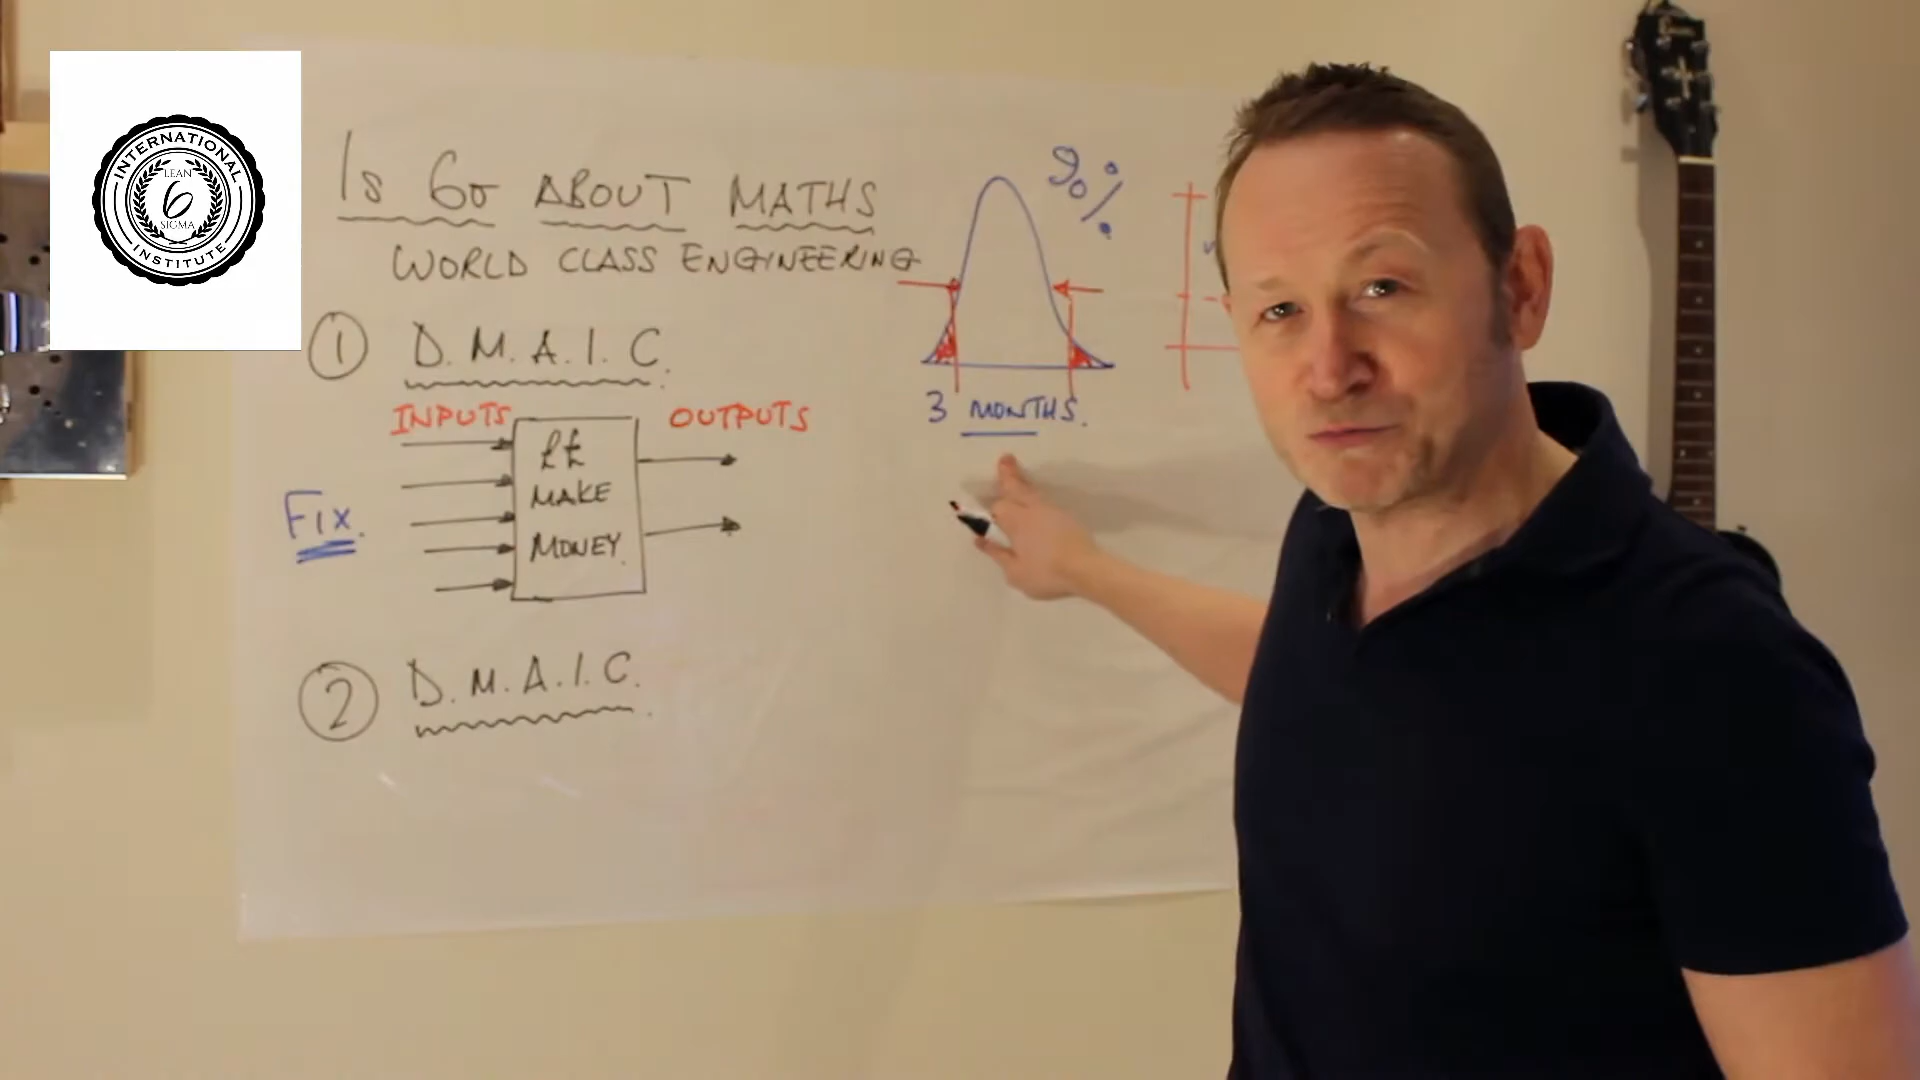 INTERNATIONAL
LEAN
6
SIGMA
INSTITUTE
Is 6σ ABOUT MATHS
WORLD CLASS ENGINEERING
① D.M.A.I.C.
INPUTS
OUTPUTS
££
MAKE
MONEY.
Fix.
② D.M.A.I.C.
90%
3 MONTHS.